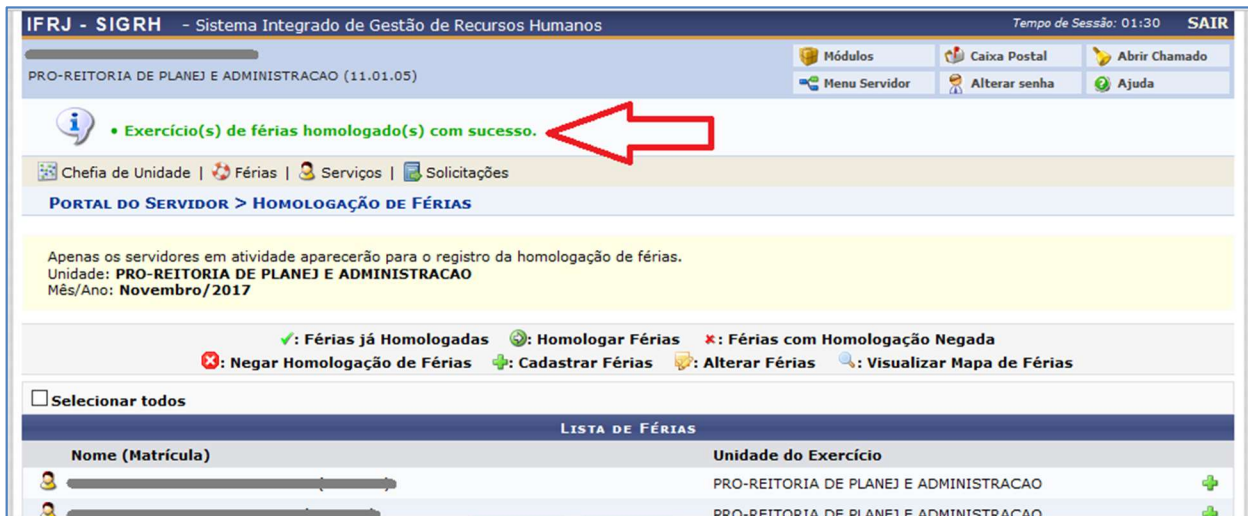 IFRJ - SIGRH - Sistema Integrado de Gestão de Recursos Humanos Tempo de Sessão: 01:30 SAIR
Módulos Caixa Postal Abrir Chamado
PRO-REITORIA DE PLANEJ E ADMINISTRACAO (11.01.05)
Menu Servidor Alterar senha Ajuda
• Exercício(s) de férias homologado(s) com sucesso.
Chefia de Unidade | Férias | Serviços | Solicitações
PORTAL DO SERVIDOR > HOMOLOGAÇÃO DE FÉRIAS
Apenas os servidores em atividade aparecerão para o registro da homologação de férias.
Unidade: PRO-REITORIA DE PLANEJ E ADMINISTRACAO
Mês/Ano: Novembro/2017
: Férias já Homologadas : Homologar Férias : Férias com Homologação Negada
: Negar Homologação de Férias : Cadastrar Férias : Alterar Férias : Visualizar Mapa de Férias
Selecionar todos
LISTA DE FÉRIAS
Nome (Matrícula) Unidade do Exercício
PRO-REITORIA DE PLANEJ E ADMINISTRACAO
PRO-REITORIA DE PLANEJ E ADMINISTRACAO